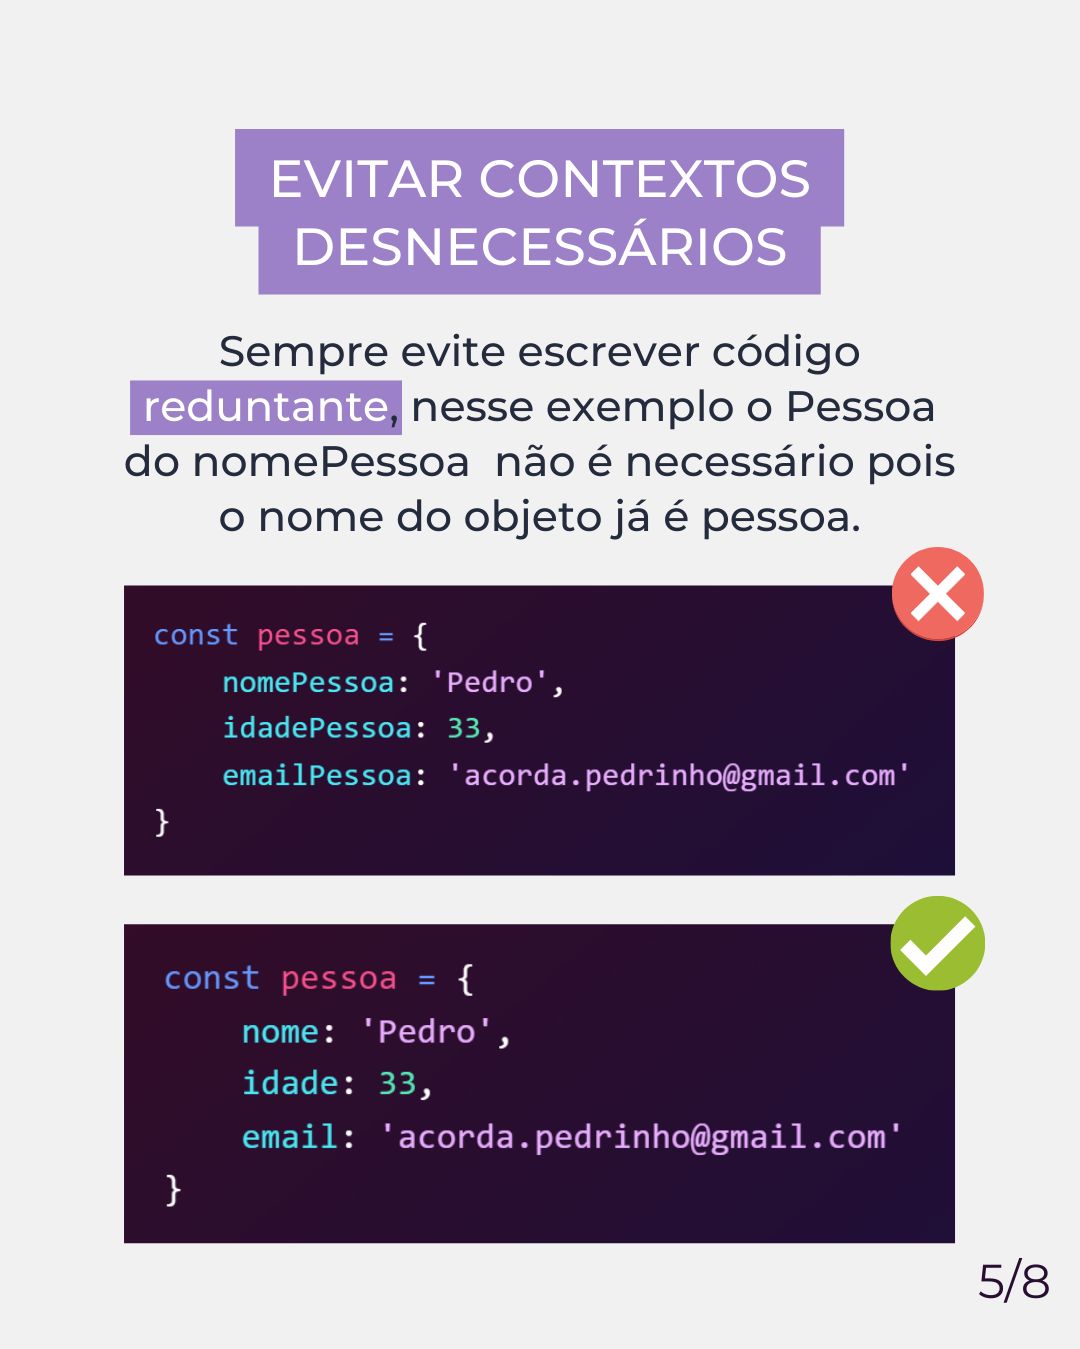 EVITAR CONTEXTOS
DESNECESSÁRIOS
Sempre evite escrever código
reduntante, nesse exemplo o Pessoa
do nomePessoa não é necessário pois
o nome do objeto já é pessoa.
const pessoa = {
nomePessoa: 'Pedro',
idadePessoa: 33,
emailPessoa: 'acorda.pedrinho@gmail.com'
}
const pessoa = {
nome: 'Pedro',
idade: 33,
email: 'acorda.pedrinho@gmail.com'
}
5/8